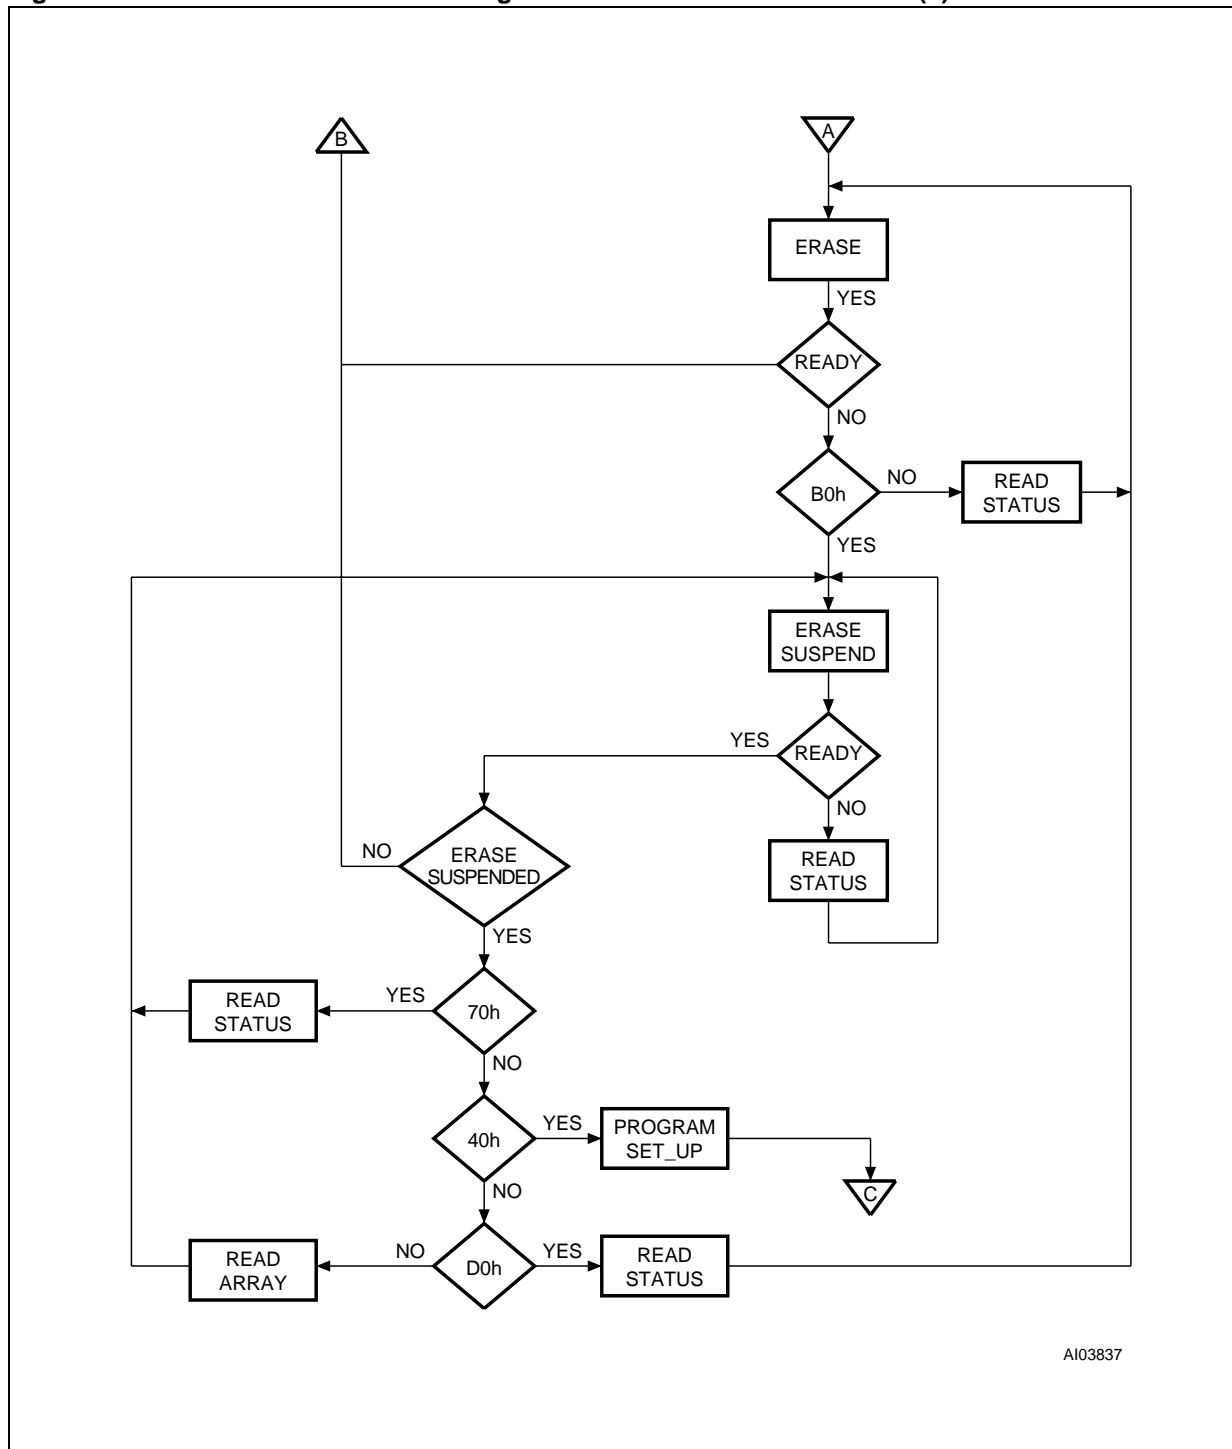 B
A
ERASE
YES
READY
NO
B0h
NO
READ
STATUS
YES
ERASE
SUSPEND
YES
READY
NO
NO
ERASE
SUSPENDED
READ
STATUS
YES
READ
STATUS
YES
70h
NO
40h
YES
PROGRAM
SET_UP
NO
C
READ
ARRAY
NO
D0h
YES
READ
STATUS
AI03837